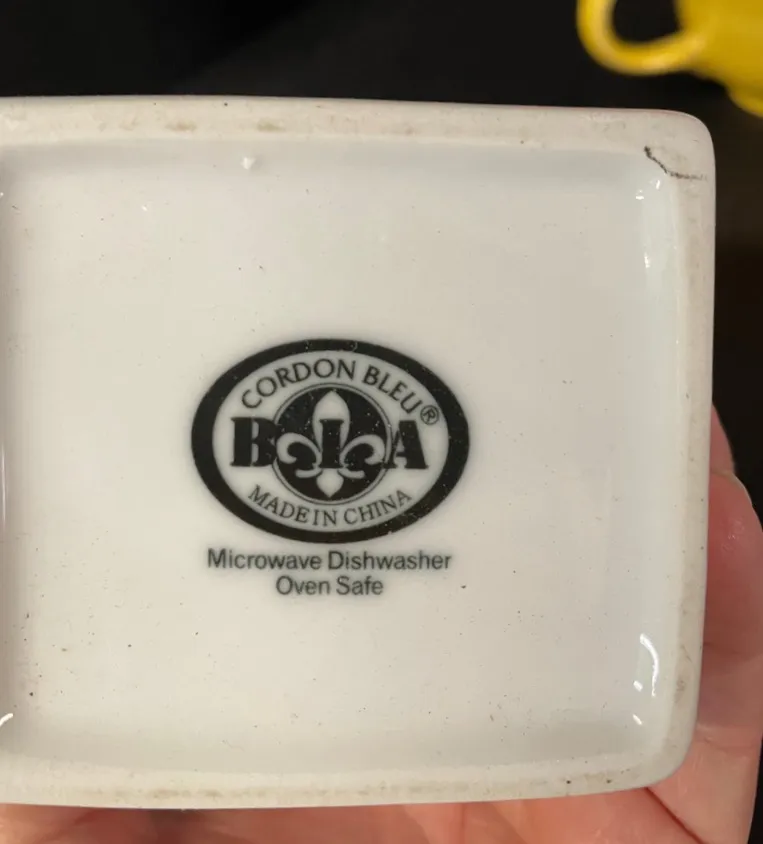 CORDON BLEU®
BIA
MADE IN CHINA
Microwave Dishwasher
Oven Safe